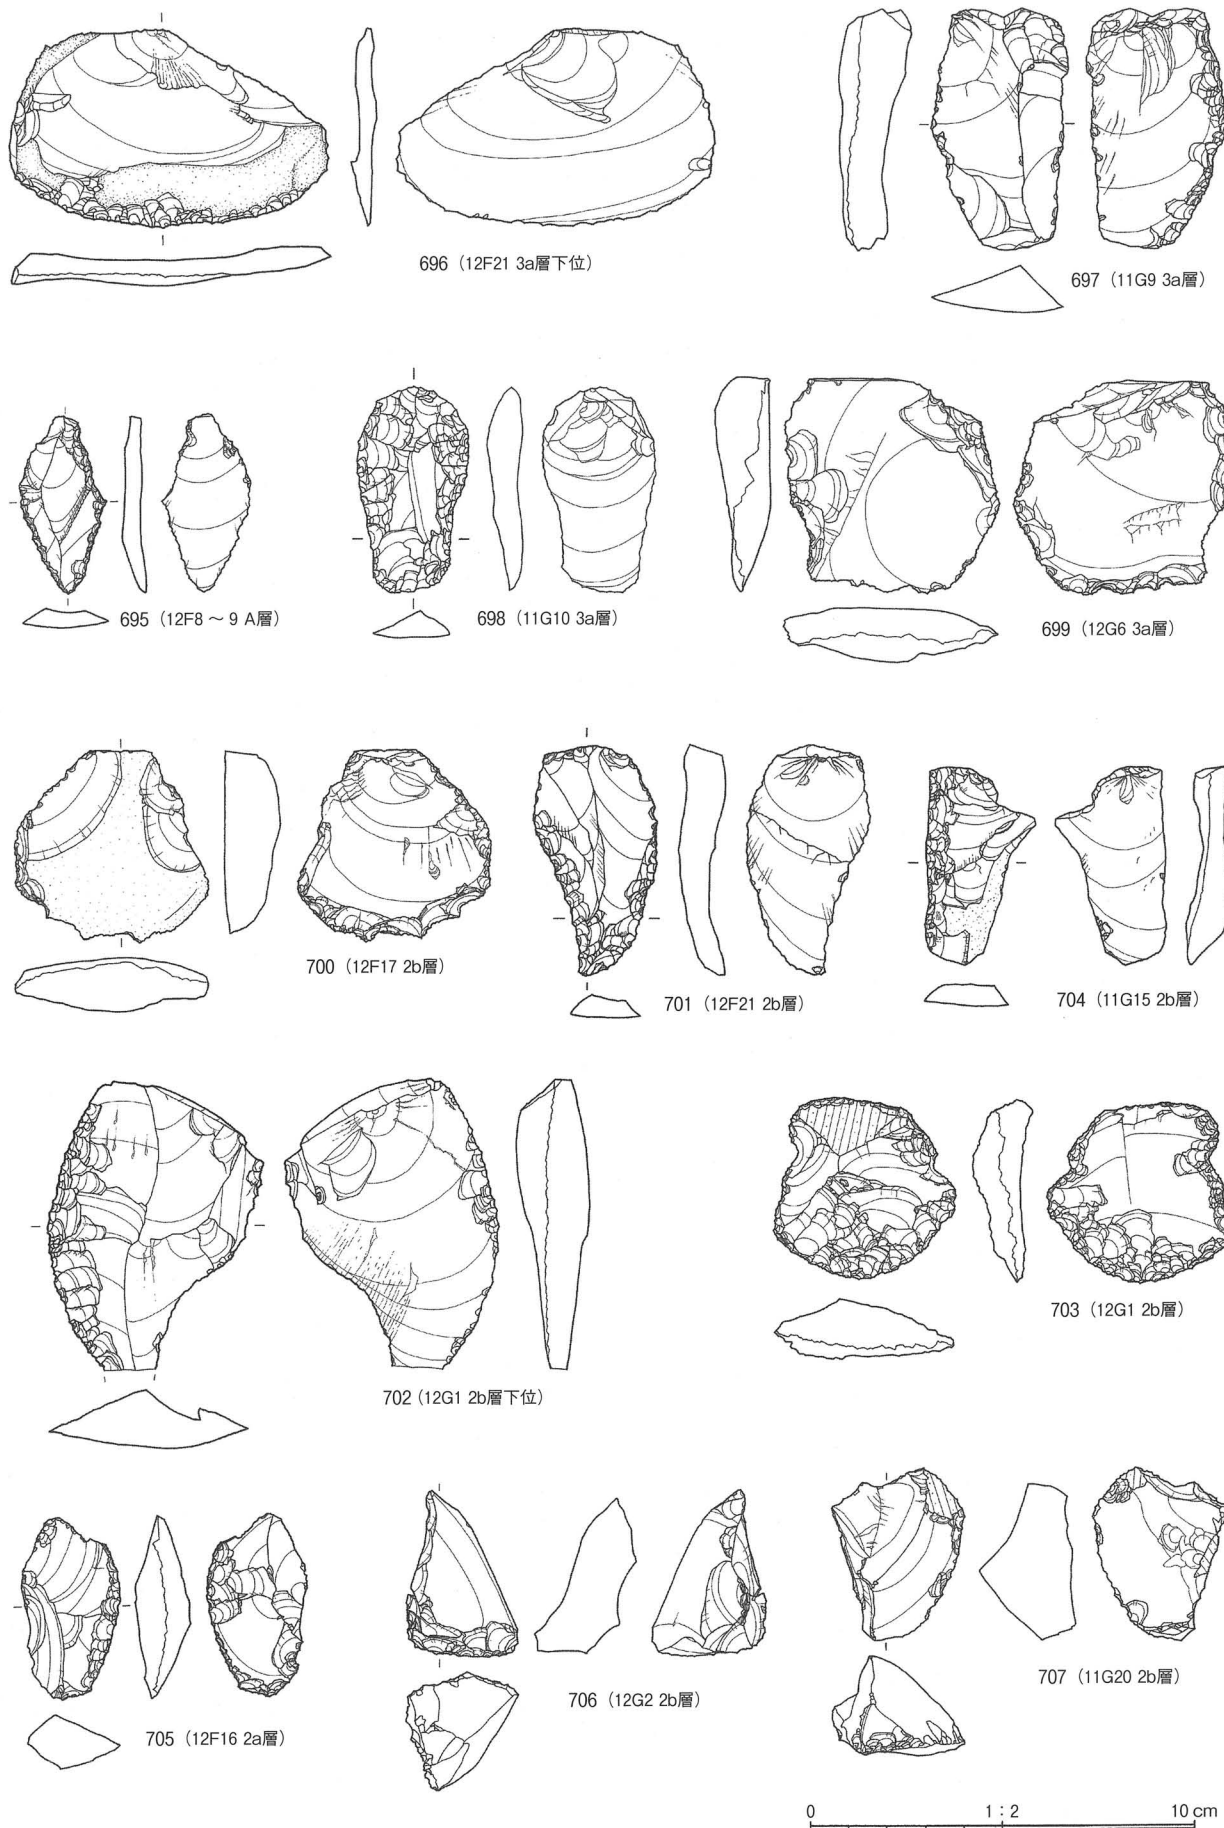 696（12F21 3a層下位）
697（11G9 3a層）
695（12F8～9 A層）
698（11G10 3a層）
699（12G6 3a層）
700（12F17 2b層）
701（12F21 2b層）
704（11G15 2b層）
702（12G1 2b層下位）
703（12G1 2b層）
705（12F16 2a層）
706（12G2 2b層）
707（11G20 2b層）
0 1：2 10 cm